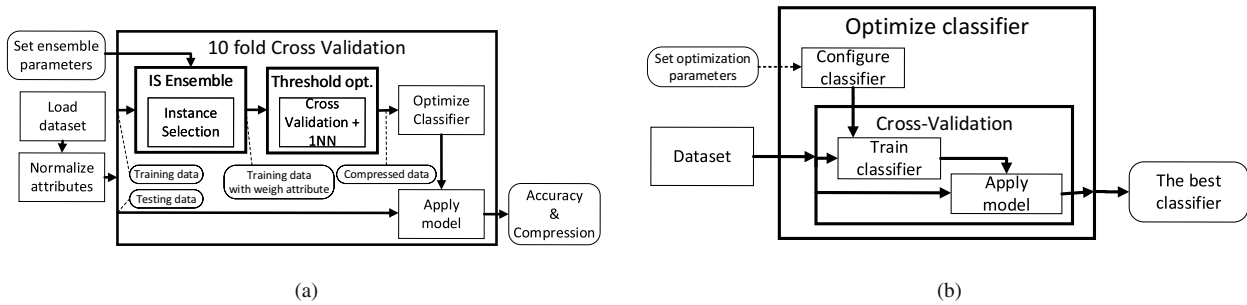 10 fold Cross Validation
Set ensemble
parameters
IS Ensemble
Instance
Selection
Threshold opt.
Cross
Validation +
1NN
Optimize
Classifier
Load
dataset
Normalize
attributes
Training data
Testing data
Training data
with weigh attribute
Compressed data
Apply
model
Accuracy
&
Compression
(a)
Optimize classifier
Set optimization
parameters
Configure
classifier
Cross-Validation
Dataset
Train
classifier
Apply
model
The best
classifier
(b)